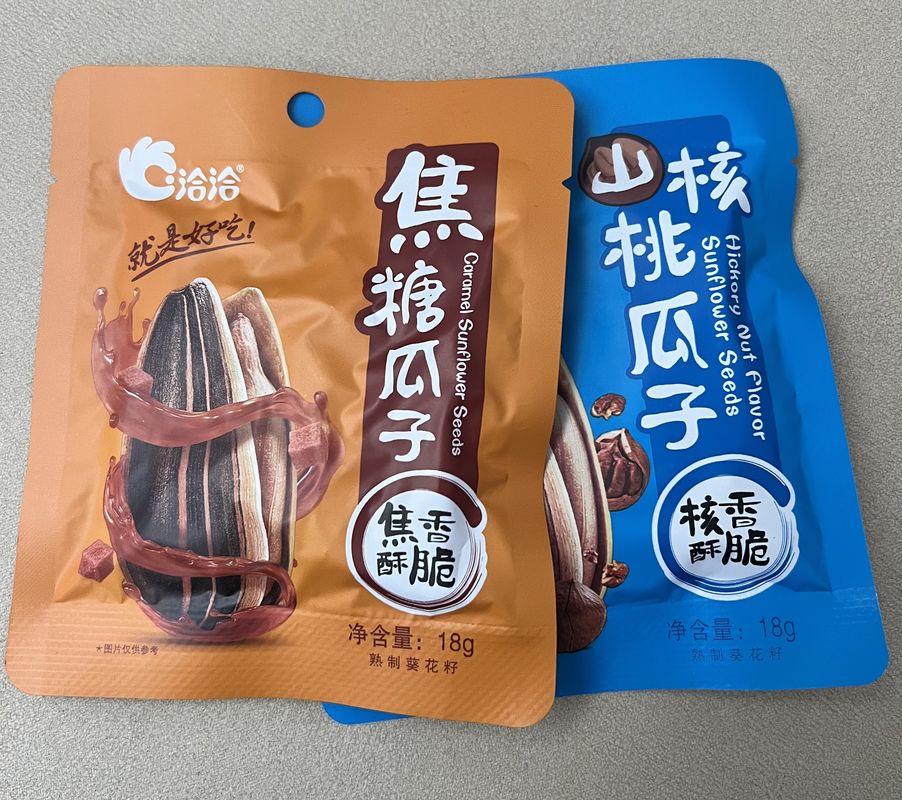 洽洽®
就是好吃!
焦糖瓜子
Caramel Sunflower Seeds
焦香
酥脆
净含量: 18g
熟制葵花籽
*图片仅供参考
山核桃瓜子
Hickory Nut Flavor
Sunflower Seeds
核香
酥脆
净含量: 18g
熟制葵花籽